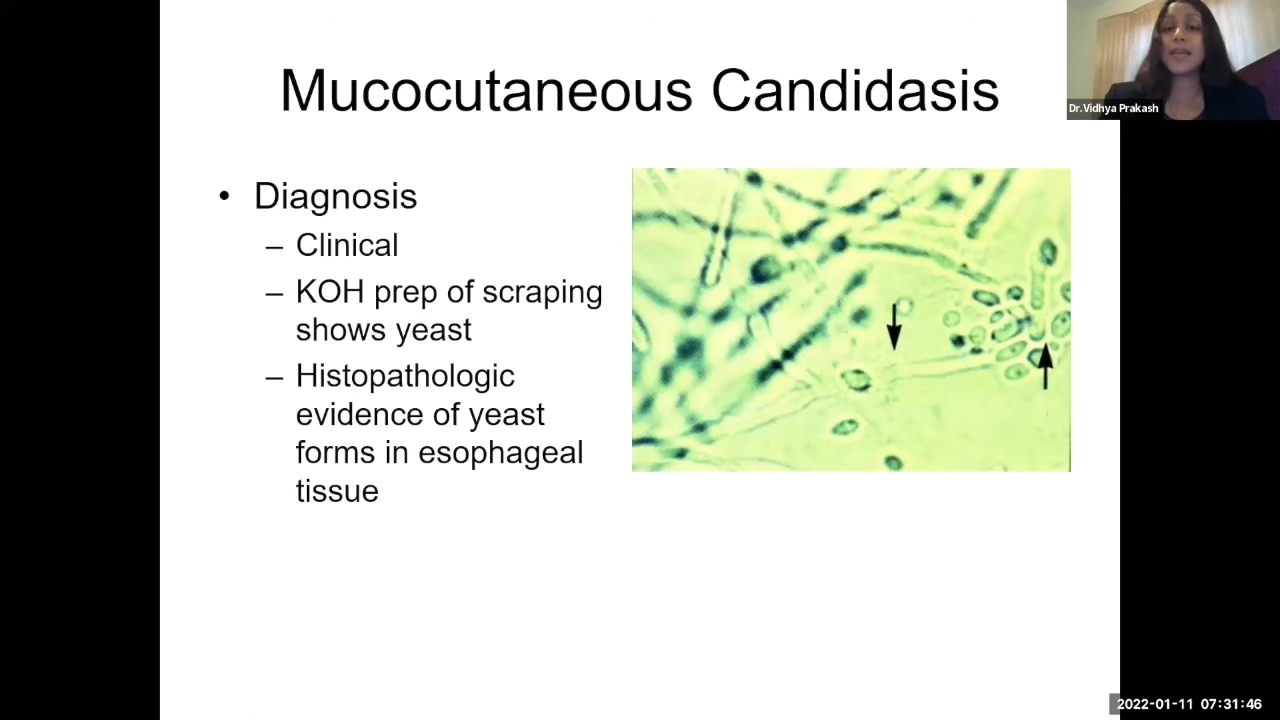 Mucocutaneous Candidasis
Dr.Vidhya Prakash
• Diagnosis
– Clinical
– KOH prep of scraping
shows yeast
– Histopathologic
evidence of yeast
forms in esophageal
tissue
2022-01-11 07:31:46